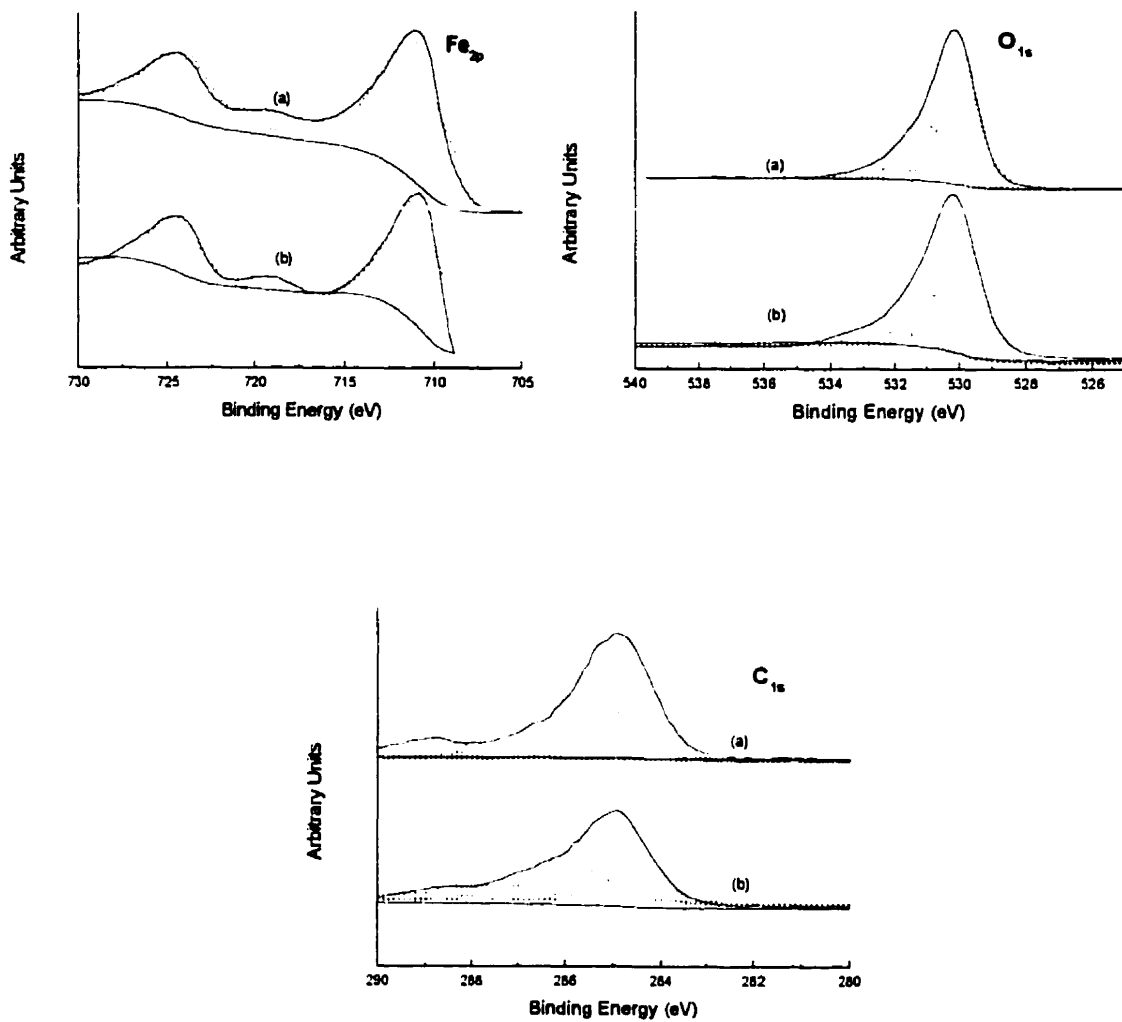 Fe2p
(a)
(b)
Arbitrary Units
730 725 720 715 710 705
Binding Energy (eV)
O1s
(a)
(b)
Arbitrary Units
540 538 536 534 532 530 528 526
Binding Energy (eV)
C1s
(a)
(b)
Arbitrary Units
290 288 286 284 282 280
Binding Energy (eV)